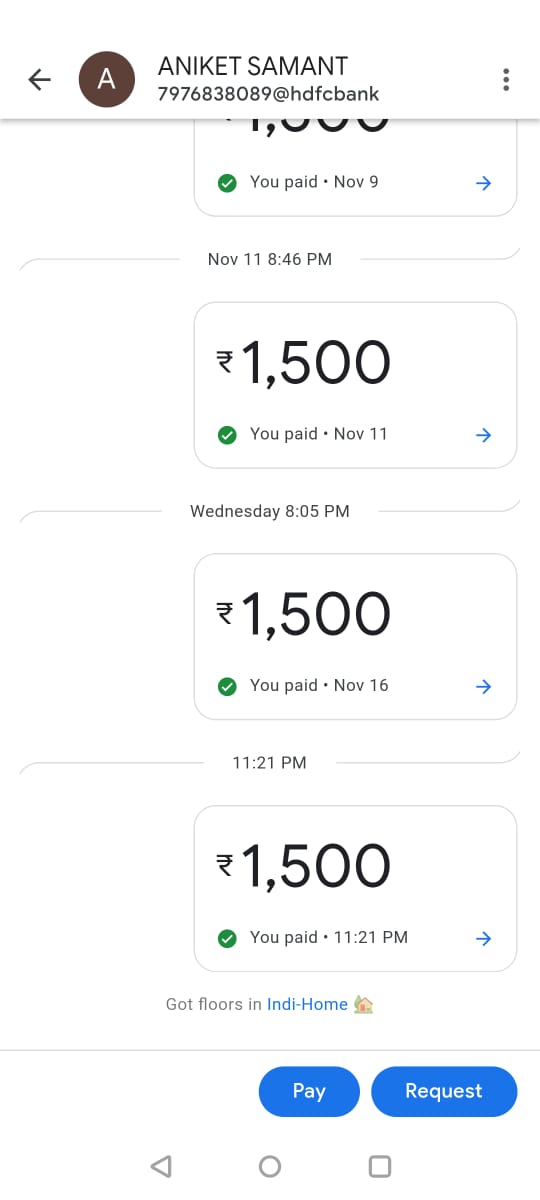 A
ANIKET SAMANT
7976838089@hdfcbank
You paid • Nov 9
Nov 11 8:46 PM
₹1,500
You paid • Nov 11
Wednesday 8:05 PM
₹1,500
You paid • Nov 16
11:21 PM
₹1,500
You paid • 11:21 PM
Got floors in Indi-Home 🏡
Pay
Request